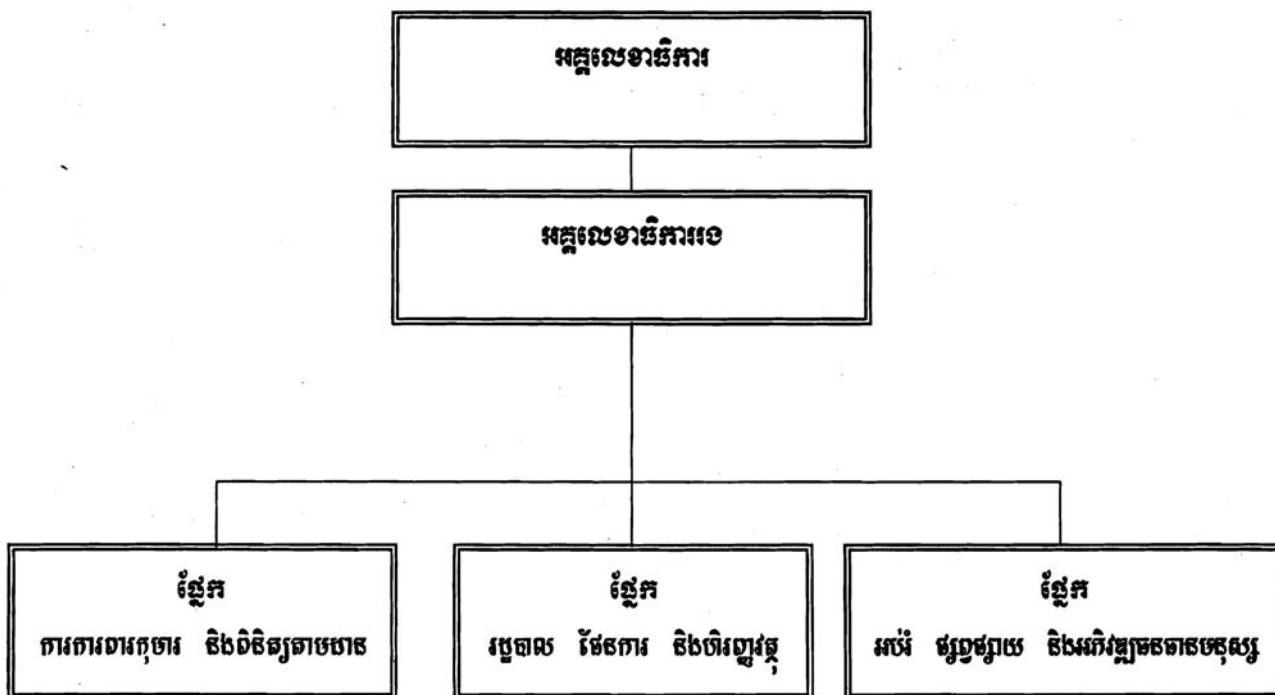 អគ្គលេខាធិការ
អគ្គលេខាធិការរង
ផ្នែក
ការការពារកុមារ និងពិនិត្យតាមដាន
ផ្នែក
រដ្ឋបាល ផែនការ និងហិរញ្ញវត្ថុ
ផ្នែក
អប់រំ ផ្សព្វផ្សាយ និងអភិវឌ្ឍធនធានមនុស្ស